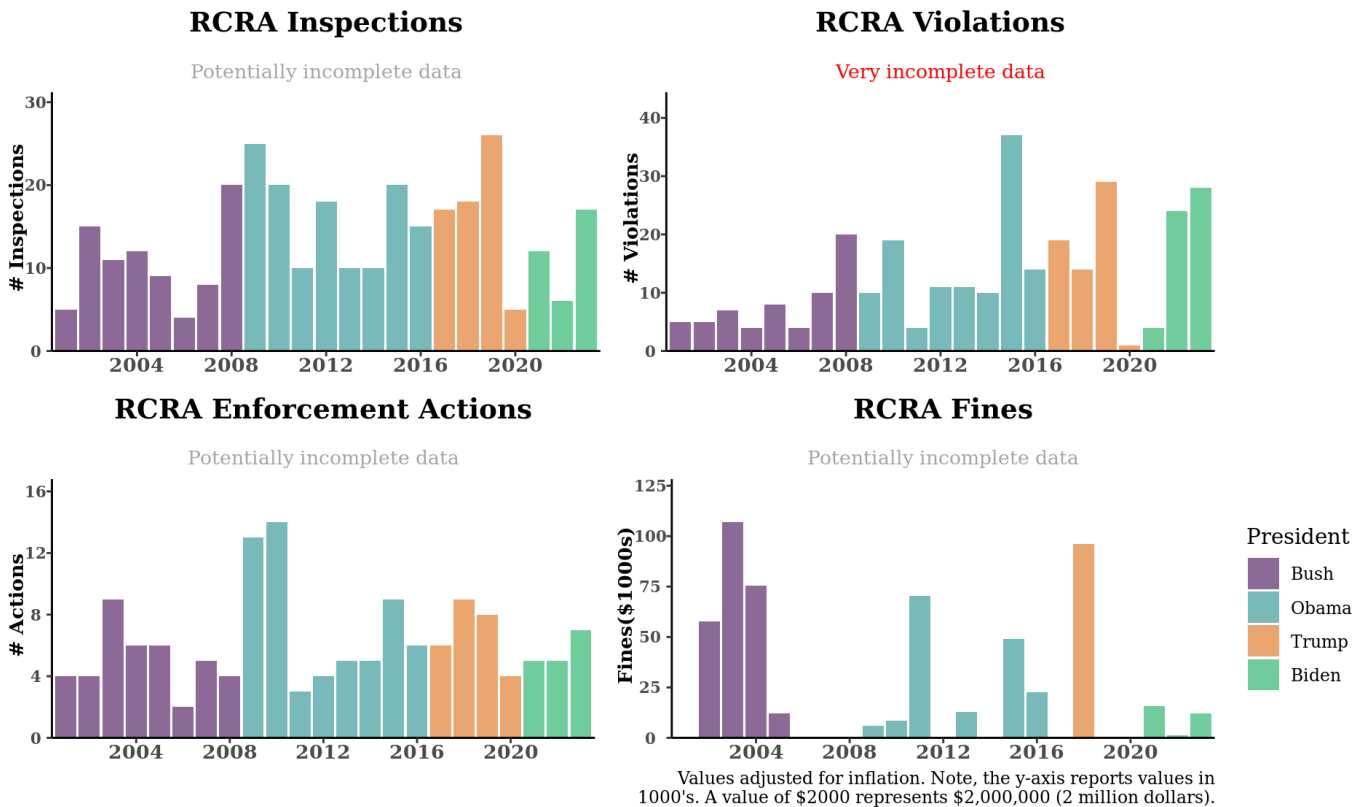 RCRA Inspections
Potentially incomplete data
# Inspections
30
20
10
0
2004 2008 2012 2016 2020
RCRA Violations
Very incomplete data
# Violations
40
30
20
10
0
2004 2008 2012 2016 2020
RCRA Enforcement Actions
Potentially incomplete data
# Actions
16
12
8
4
0
2004 2008 2012 2016 2020
RCRA Fines
Potentially incomplete data
Fines($1000s)
125
100
75
50
25
0
2004 2008 2012 2016 2020
President
Bush
Obama
Trump
Biden
Values adjusted for inflation. Note, the y-axis reports values in
1000's. A value of $2000 represents $2,000,000 (2 million dollars).